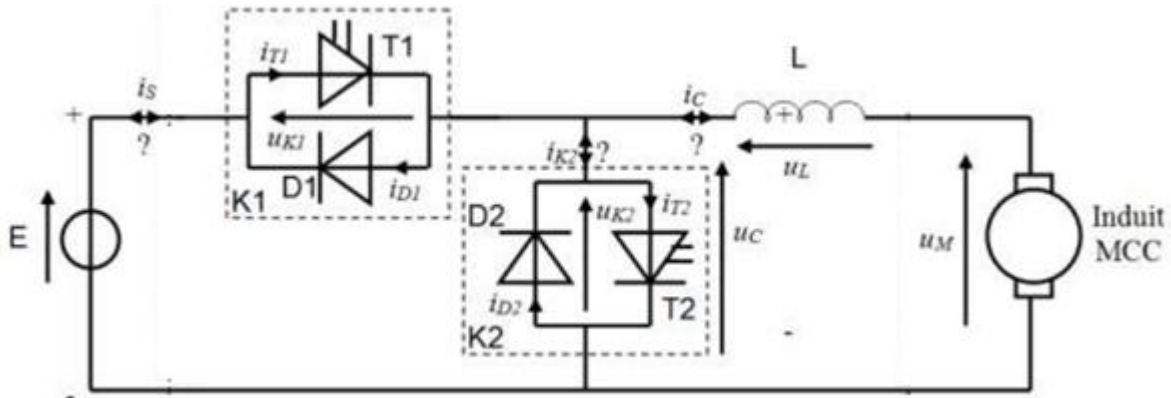 T1
iT1
L
iS
iC
+
?
uK1
iK2
?
?
+
D1
iD1
uL
K1
D2
uK2
iT2
E
uC
uM
Induit
MCC
iD2
T2
K2
-
-